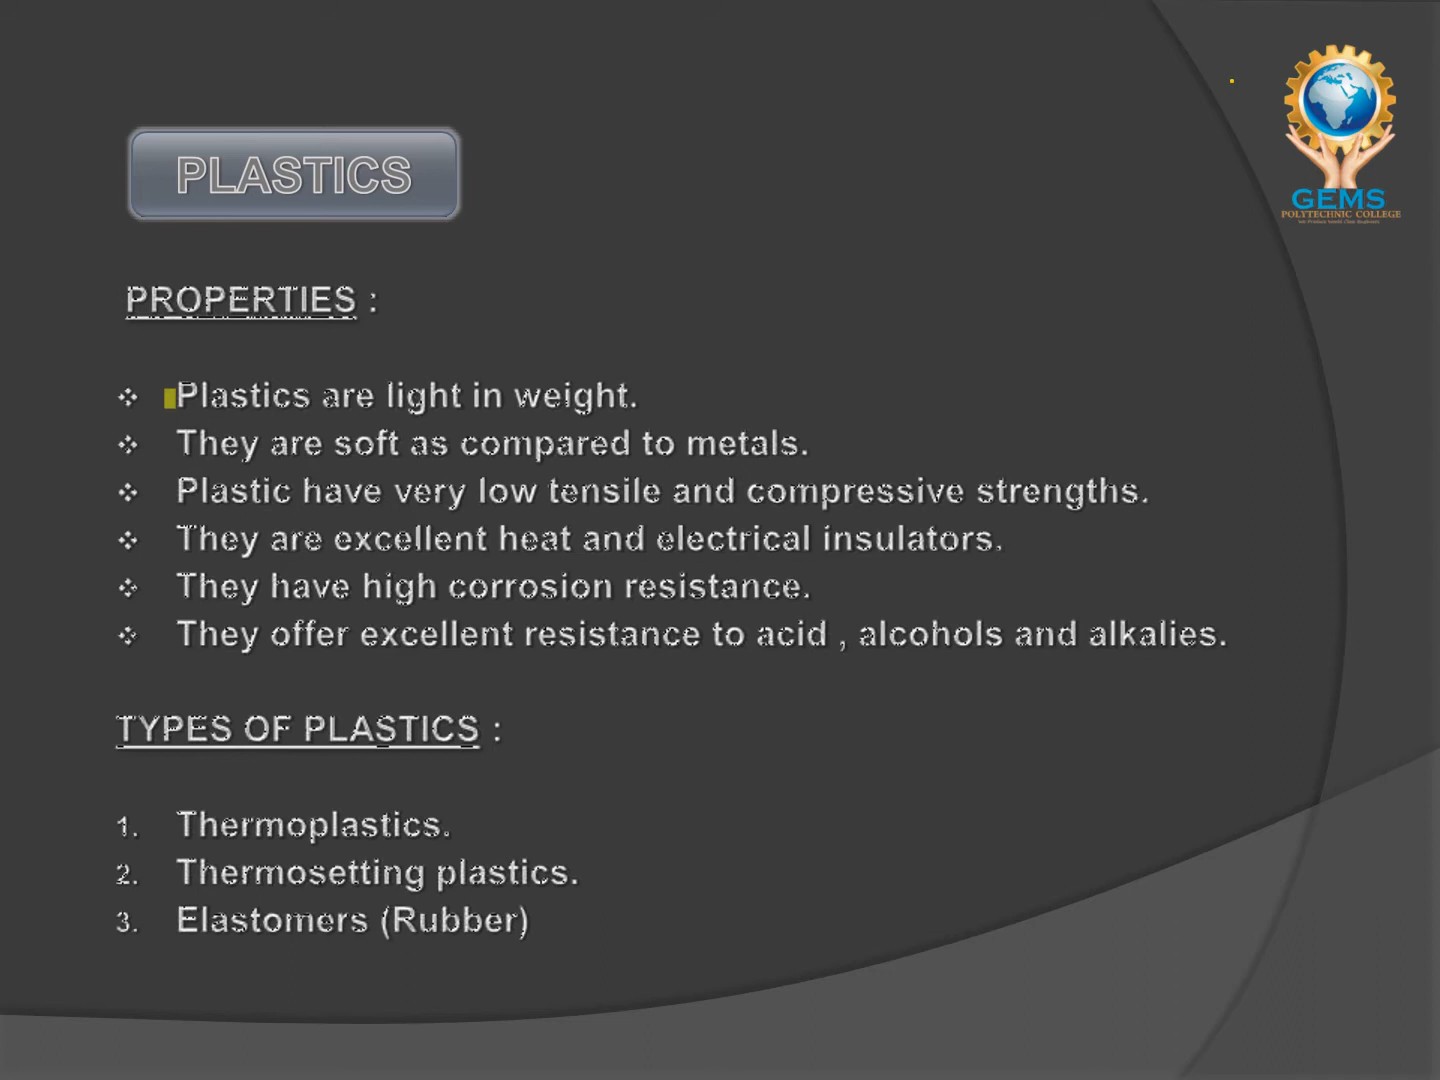 PLASTICS
GEMS
POLYTECHNIC COLLEGE
PROPERTIES :
❖ Plastics are light in weight.
❖ They are soft as compared to metals.
❖ Plastic have very low tensile and compressive strengths.
❖ They are excellent heat and electrical insulators.
❖ They have high corrosion resistance.
❖ They offer excellent resistance to acid , alcohols and alkalies.
TYPES OF PLASTICS :
1. Thermoplastics.
2. Thermosetting plastics.
3. Elastomers (Rubber)